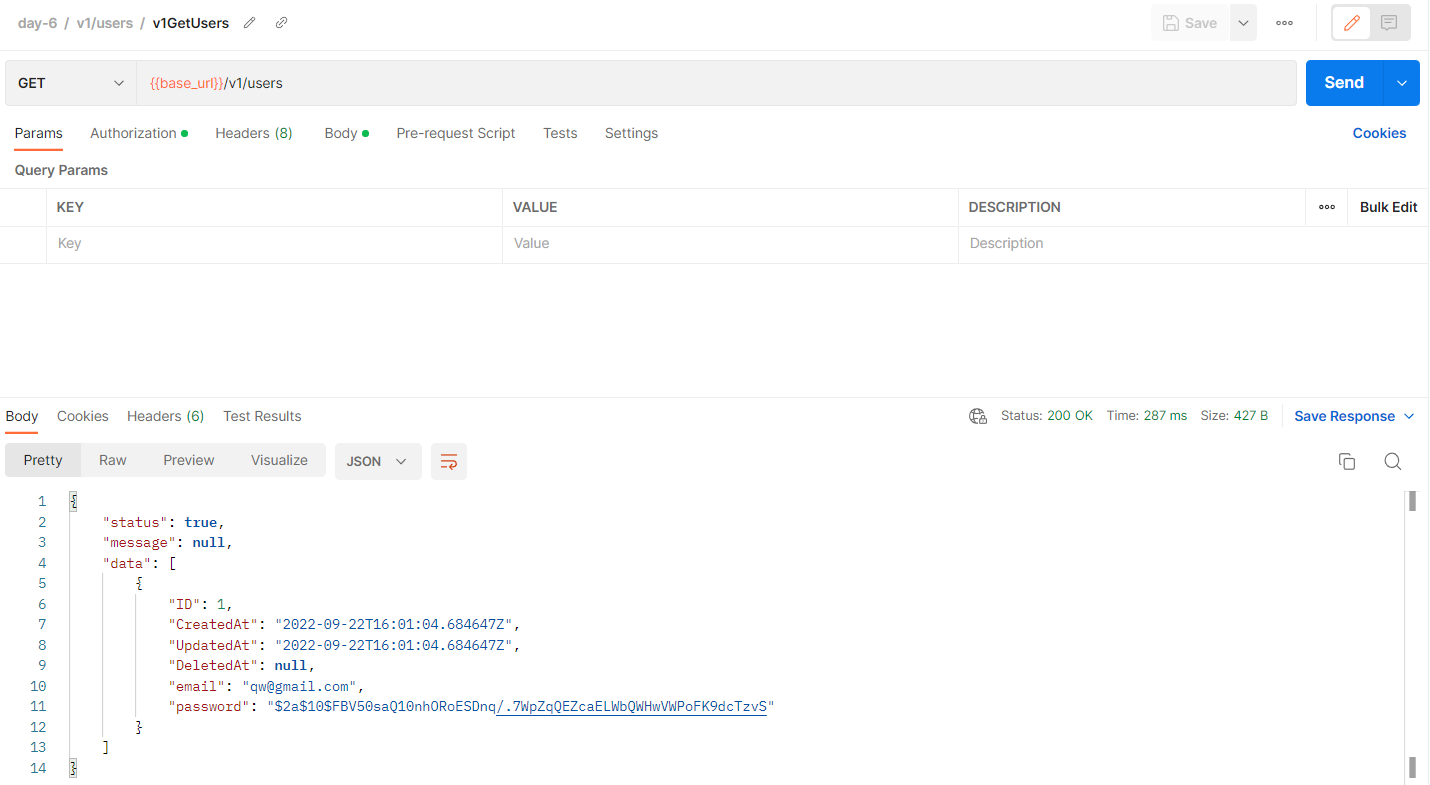 day-6 / v1/users / v1GetUsers
Save
GET
{{base_url}}/v1/users
Send
Params Authorization Headers (8) Body Pre-request Script Tests Settings Cookies
Query Params
KEY VALUE DESCRIPTION Bulk Edit
Key Value Description
Body Cookies Headers (6) Test Results Status: 200 OK Time: 287 ms Size: 427 B Save Response
Pretty Raw Preview Visualize JSON
1 {
2 "status": true,
3 "message": null,
4 "data": [
5 {
6 "ID": 1,
7 "CreatedAt": "2022-09-22T16:01:04.684647Z",
8 "UpdatedAt": "2022-09-22T16:01:04.684647Z",
9 "DeletedAt": null,
10 "email": "qw@gmail.com",
11 "password": "$2a$10$FBV50saQ10nhORoESDnq/.7WpZqQEZcaELWbQWHwVWPoFK9dcTzvS"
12 }
13 ]
14 }